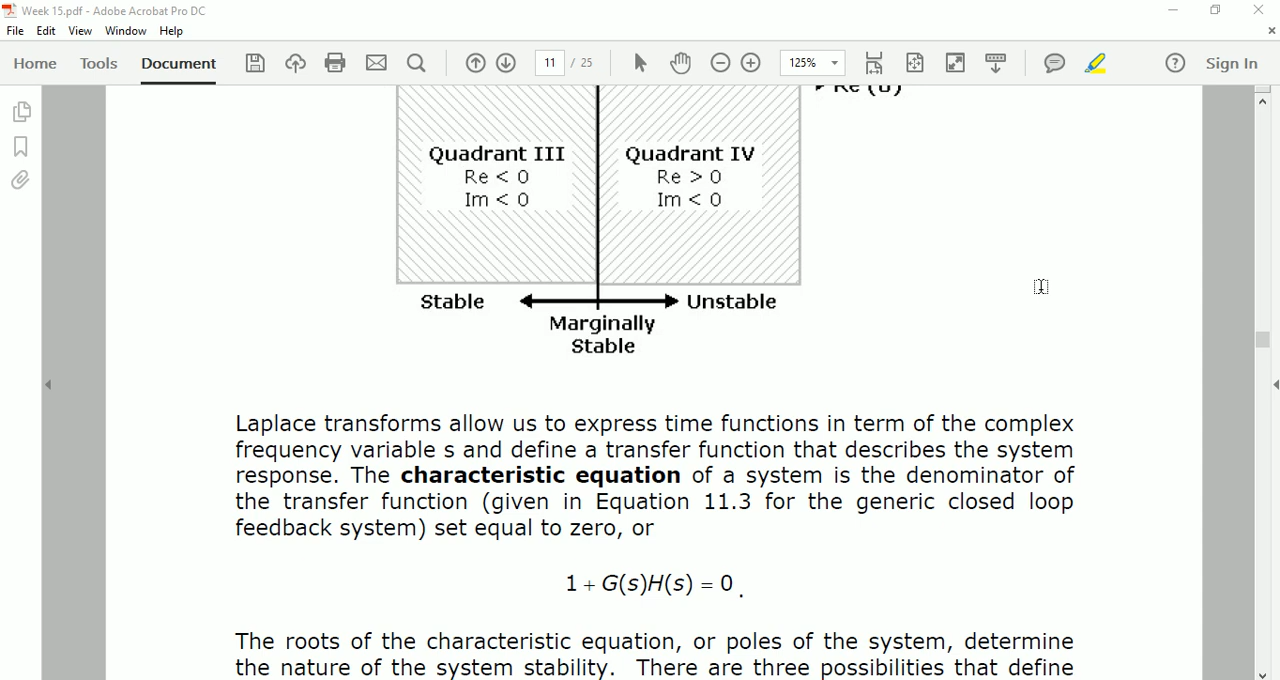 Week 15.pdf - Adobe Acrobat Pro DC
File Edit View Window Help
Home Tools Document 11 / 25 125% Sign In
Re (σ)
Quadrant III Quadrant IV
Re < 0 Re > 0
Im < 0 Im < 0
Stable Unstable
Marginally
Stable
Laplace transforms allow us to express time functions in term of the complex
frequency variable s and define a transfer function that describes the system
response. The characteristic equation of a system is the denominator of
the transfer function (given in Equation 11.3 for the generic closed loop
feedback system) set equal to zero, or
1 + G(s)H(s) = 0 .
The roots of the characteristic equation, or poles of the system, determine
the nature of the system stability. There are three possibilities that define